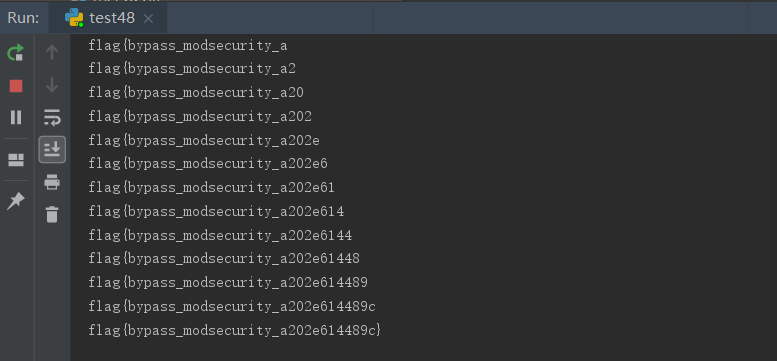 Run: test48 ×
flag{bypass_modsecurity_a
flag{bypass_modsecurity_a2
flag{bypass_modsecurity_a20
flag{bypass_modsecurity_a202
flag{bypass_modsecurity_a202e
flag{bypass_modsecurity_a202e6
flag{bypass_modsecurity_a202e61
flag{bypass_modsecurity_a202e614
flag{bypass_modsecurity_a202e6144
flag{bypass_modsecurity_a202e61448
flag{bypass_modsecurity_a202e614489
flag{bypass_modsecurity_a202e614489c
flag{bypass_modsecurity_a202e614489c}